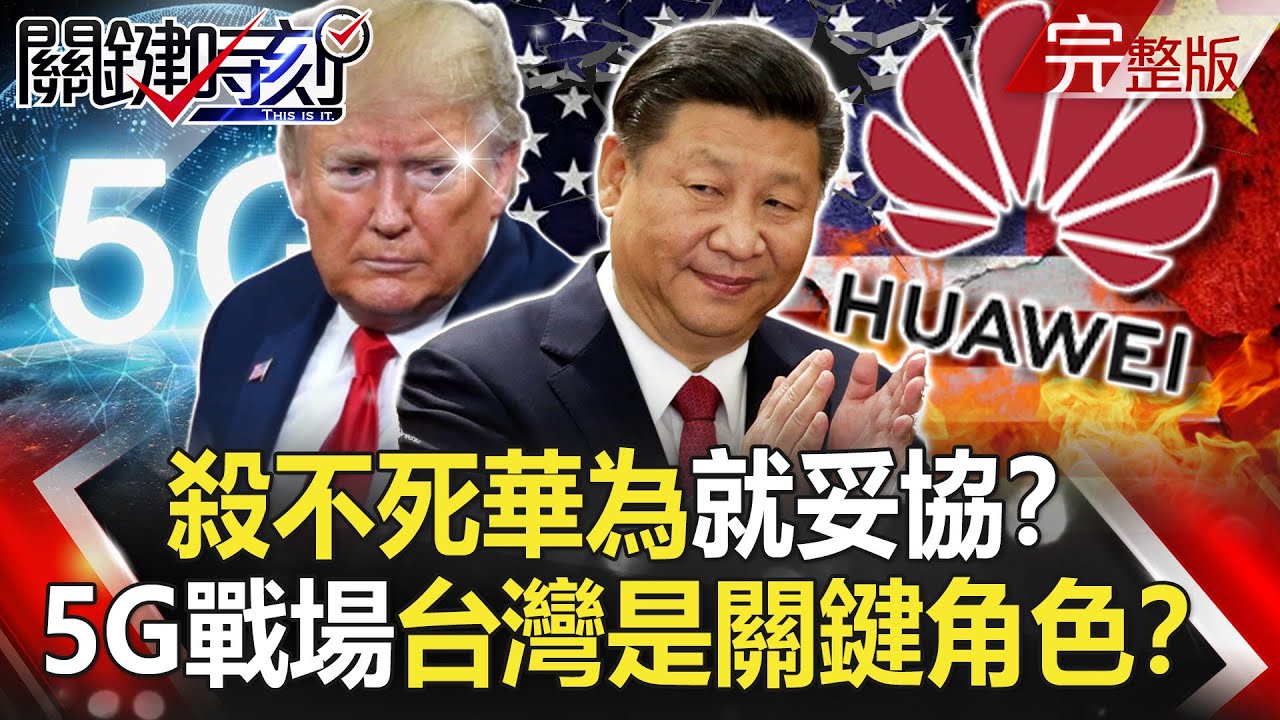 關鍵時刻
THIS IS IT.
完整版
5G
HUAWEI
殺不死華為就妥協?
5G戰場台灣是關鍵角色?